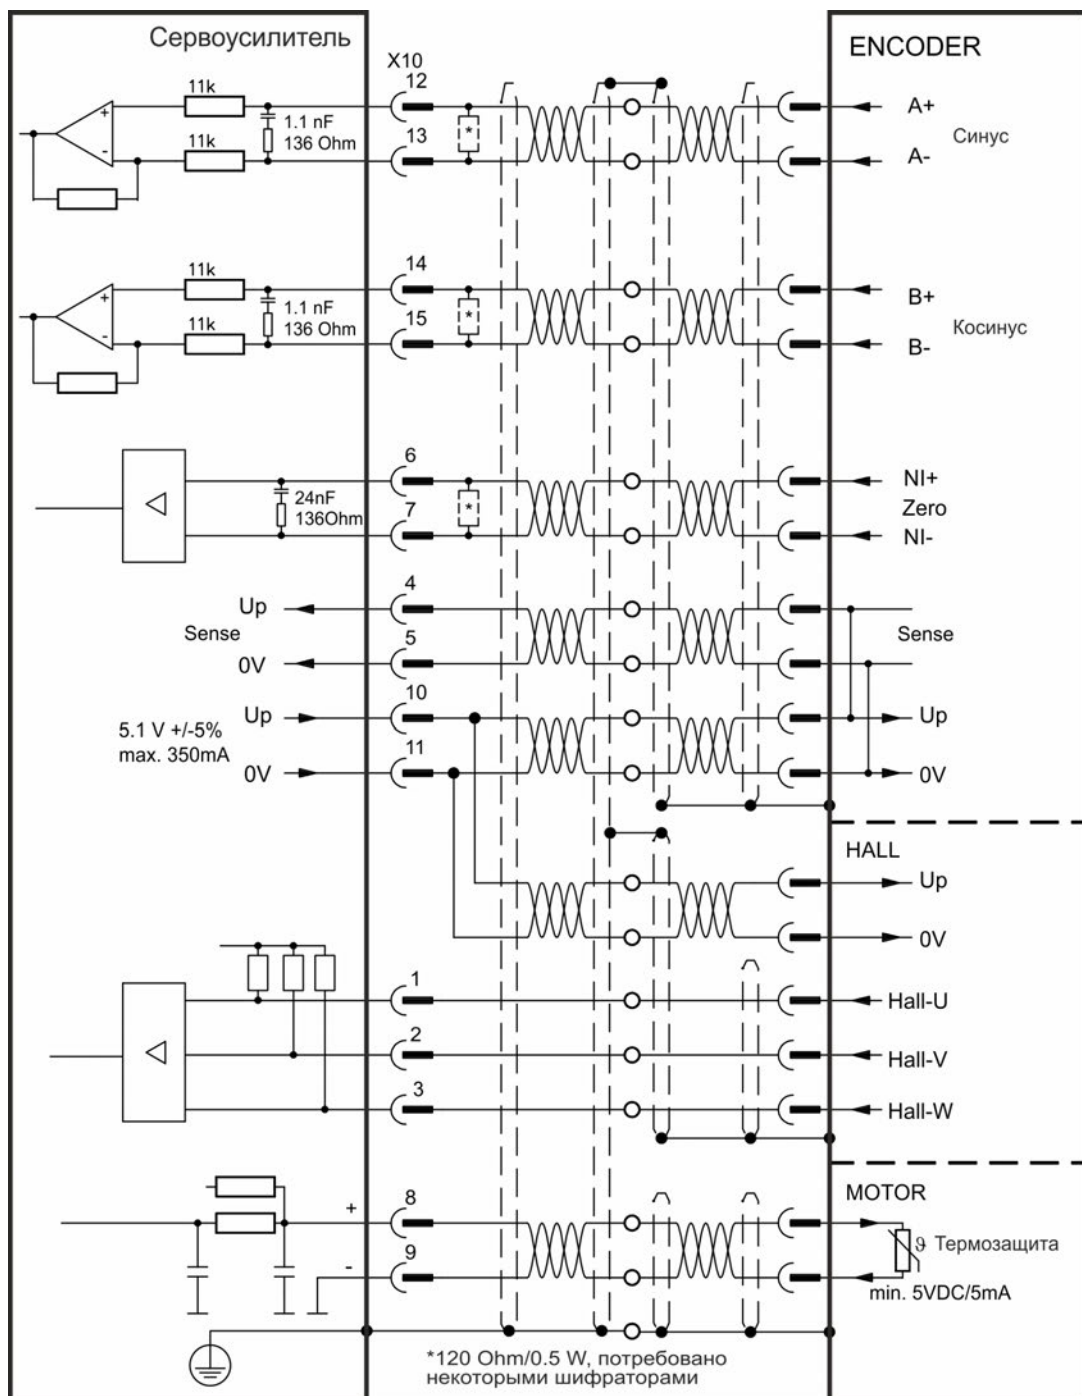 Сервоусилитель
X10
ENCODER
11k
12
A+
1.1 nF
136 Ohm
*
Синус
11k
13
A-
11k
14
B+
1.1 nF
136 Ohm
*
Косинус
11k
15
B-
6
NI+
24nF
136Ohm
*
Zero
7
NI-
Up
4
Sense
Sense
0V
5
10
Up
Up
5.1 V +/-5%
max. 350mA
11
0V
0V
HALL
Up
0V
1
Hall-U
2
Hall-V
3
Hall-W
MOTOR
+
8
ϑ Термозащита
-
9
min. 5VDC/5mA
*120 Ohm/0.5 W, потребовано
некоторыми шифраторами